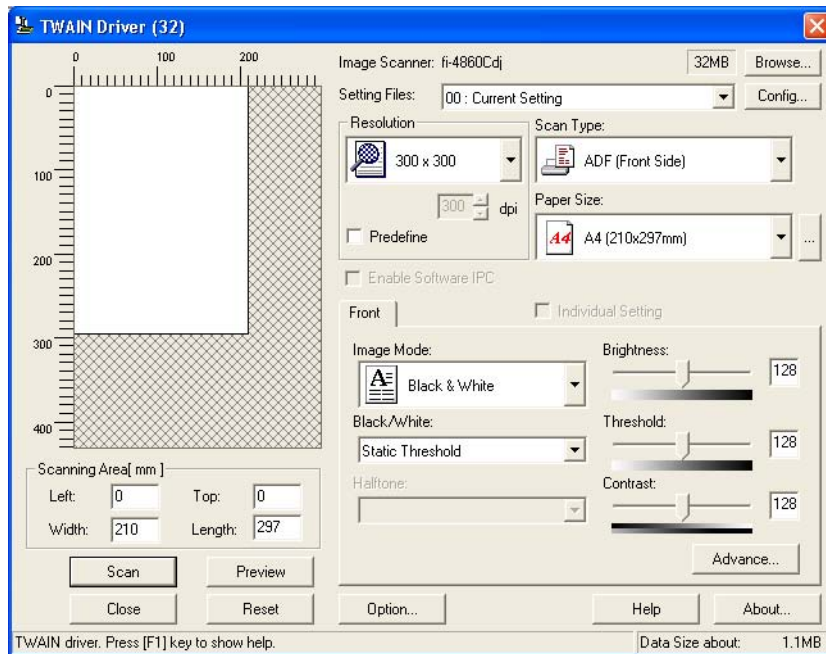 TWAIN Driver (32)
0 100 200
0
100
200
300
400
Image Scanner: fi-4860Cdj 32MB Browse...
Setting Files: 00 : Current Setting Config...
Resolution
300 x 300
300 dpi
Predefine
Scan Type:
ADF (Front Side)
Paper Size:
A4 A4 (210x297mm) ...
Enable Software IPC
Front
Individual Setting
Image Mode:
A Black & White
Black/White:
Static Threshold
Halftone:
Brightness:
128
Threshold:
128
Contrast:
128
Advance...
Scanning Area[ mm ]
Left: 0 Top: 0
Width: 210 Length: 297
Scan Preview
Close Reset Option... Help About...
TWAIN driver. Press [F1] key to show help. Data Size about: 1.1MB